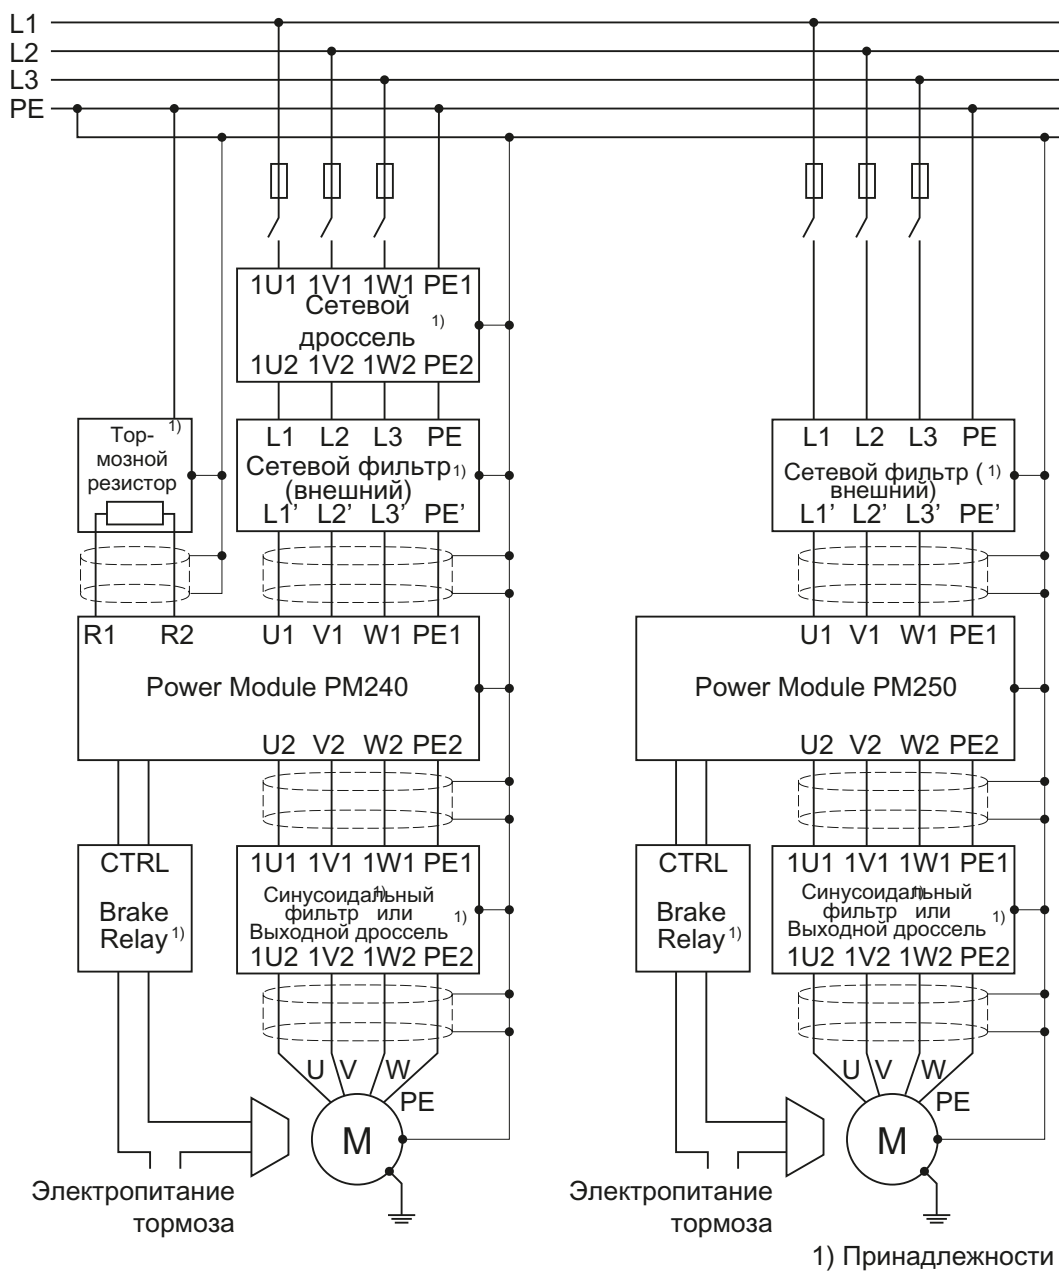 L1
L2
L3
PE
1U1 1V1 1W1 PE1
Сетевой
дроссель 1)
1U2 1V2 1W2 PE2
Тор- 1)
мозной
резистор
L1 L2 L3 PE
Сетевой фильтр 1)
(внешний)
L1’ L2’ L3’ PE’
L1 L2 L3 PE
Сетевой фильтр ( 1)
внешний)
L1’ L2’ L3’ PE’
R1 R2 U1 V1 W1 PE1
Power Module PM240
U2 V2 W2 PE2
U1 V1 W1 PE1
Power Module PM250
U2 V2 W2 PE2
CTRL
Brake
Relay 1)
1U1 1V1 1W1 PE1
Синусоидальный 1)
фильтр или
Выходной дроссель 1)
1U2 1V2 1W2 PE2
CTRL
Brake
Relay 1)
1U1 1V1 1W1 PE1
Синусоидальный 1)
фильтр или
Выходной дроссель 1)
1U2 1V2 1W2 PE2
U V W
PE
M
Электропитание
тормоза
U V W
PE
M
Электропитание
тормоза
1) Принадлежности